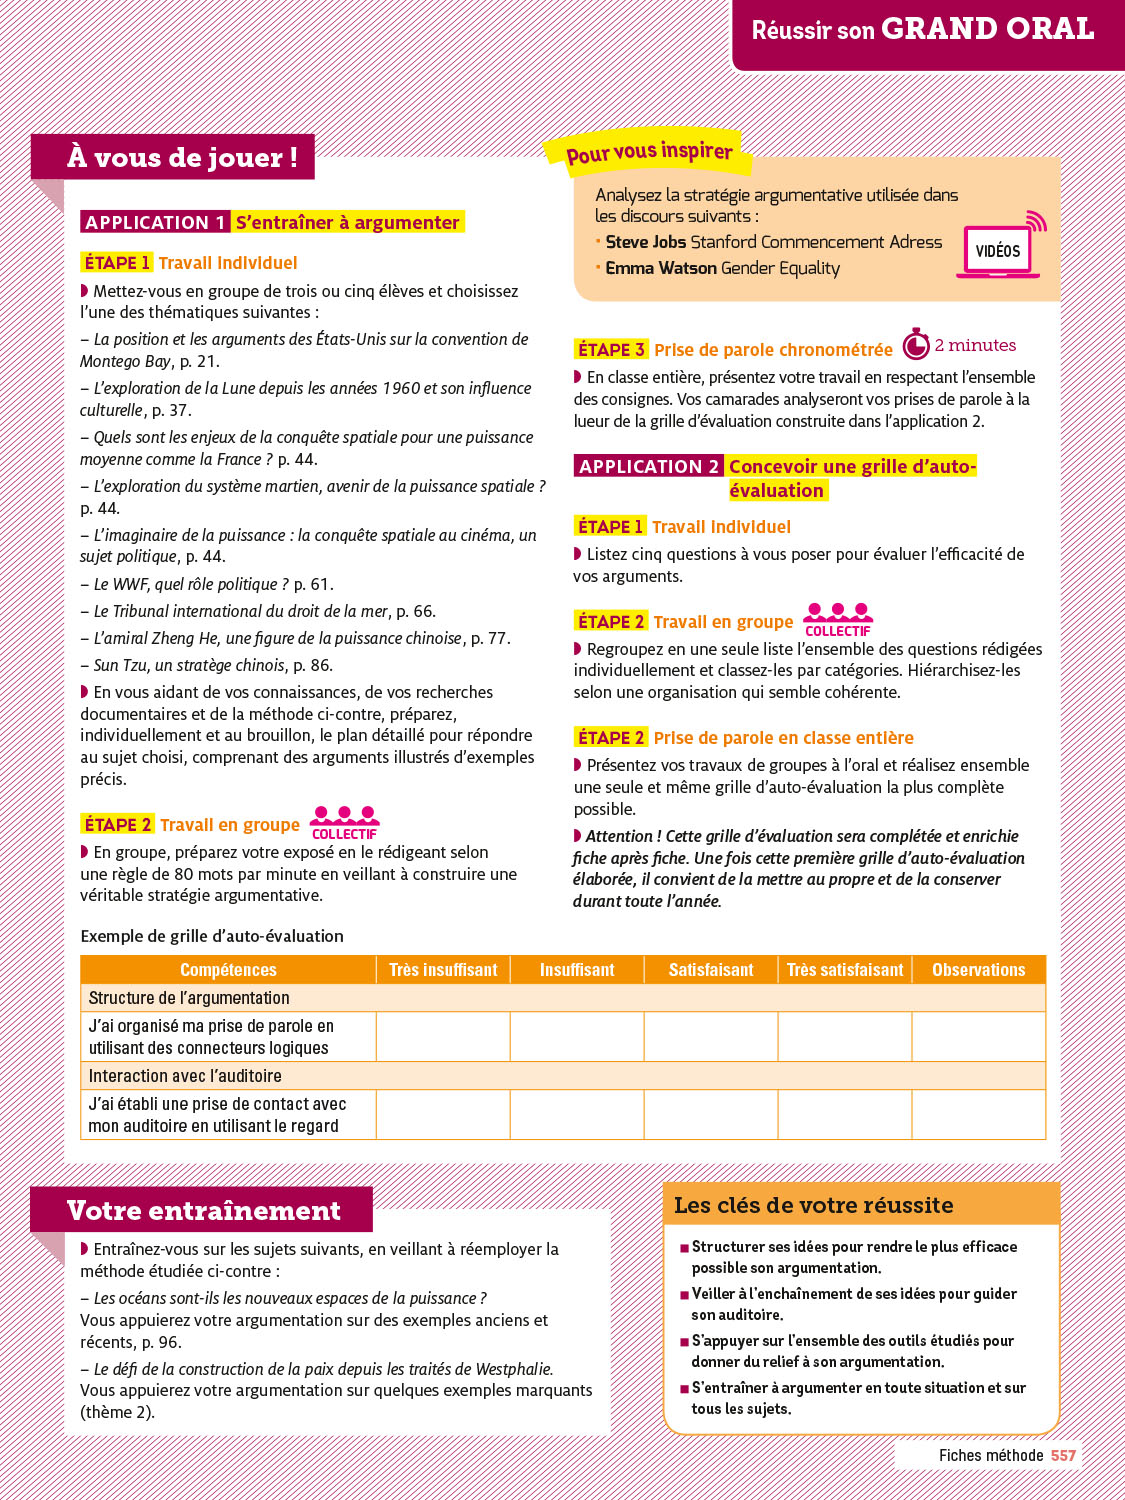 Réussir son GRAND ORAL
À vous de jouer !
APPLICATION 1 S'entraîner à argumenter
ÉTAPE 1 Travail individuel
◗ Mettez-vous en groupe de trois ou cinq élèves et choisissez
l'une des thématiques suivantes :
– La position et les arguments des États-Unis sur la convention de
Montego Bay, p. 21.
– L'exploration de la Lune depuis les années 1960 et son influence
culturelle, p. 37.
– Quels sont les enjeux de la conquête spatiale pour une puissance
moyenne comme la France ? p. 44.
– L'exploration du système martien, avenir de la puissance spatiale ?
p. 44.
– L'imaginaire de la puissance : la conquête spatiale au cinéma, un
sujet politique, p. 44.
– Le WWF, quel rôle politique ? p. 61.
– Le Tribunal international du droit de la mer, p. 66.
– L'amiral Zheng He, une figure de la puissance chinoise, p. 77.
– Sun Tzu, un stratège chinois, p. 86.
◗ En vous aidant de vos connaissances, de vos recherches
documentaires et de la méthode ci-contre, préparez,
individuellement et au brouillon, le plan détaillé pour répondre
au sujet choisi, comprenant des arguments illustrés d'exemples
précis.
ÉTAPE 2 Travail en groupe
COLLECTIF
◗ En groupe, préparez votre exposé en le rédigeant selon
une règle de 80 mots par minute en veillant à construire une
véritable stratégie argumentative.
Pour vous inspirer
Analysez la stratégie argumentative utilisée dans
les discours suivants :
• Steve Jobs Stanford Commencement Adress
• Emma Watson Gender Equality
VIDÉOS
ÉTAPE 3 Prise de parole chronométrée 2 minutes
◗ En classe entière, présentez votre travail en respectant l'ensemble
des consignes. Vos camarades analyseront vos prises de parole à la
lueur de la grille d'évaluation construite dans l'application 2.
APPLICATION 2 Concevoir une grille d'auto-
évaluation
ÉTAPE 1 Travail individuel
◗ Listez cinq questions à vous poser pour évaluer l'efficacité de
vos arguments.
ÉTAPE 2 Travail en groupe
COLLECTIF
◗ Regroupez en une seule liste l'ensemble des questions rédigées
individuellement et classez-les par catégories. Hiérarchisez-les
selon une organisation qui semble cohérente.
ÉTAPE 2 Prise de parole en classe entière
◗ Présentez vos travaux de groupes à l'oral et réalisez ensemble
une seule et même grille d'auto-évaluation la plus complète
possible.
◗ Attention ! Cette grille d'évaluation sera complétée et enrichie
fiche après fiche. Une fois cette première grille d'auto-évaluation
élaborée, il convient de la mettre au propre et de la conserver
durant toute l'année.
Exemple de grille d'auto-évaluation
Compétences Très insuffisant Insuffisant Satisfaisant Très satisfaisant Observations
Structure de l'argumentation
J'ai organisé ma prise de parole en
utilisant des connecteurs logiques
Interaction avec l'auditoire
J'ai établi une prise de contact avec
mon auditoire en utilisant le regard
Votre entraînement
◗ Entraînez-vous sur les sujets suivants, en veillant à réemployer la
méthode étudiée ci-contre :
– Les océans sont-ils les nouveaux espaces de la puissance ?
Vous appuierez votre argumentation sur des exemples anciens et
récents, p. 96.
– Le défi de la construction de la paix depuis les traités de Westphalie.
Vous appuierez votre argumentation sur quelques exemples marquants
(thème 2).
Les clés de votre réussite
■ Structurer ses idées pour rendre le plus efficace
possible son argumentation.
■ Veiller à l'enchaînement de ses idées pour guider
son auditoire.
■ S'appuyer sur l'ensemble des outils étudiés pour
donner du relief à son argumentation.
■ S'entraîner à argumenter en toute situation et sur
tous les sujets.
Fiches méthode 557